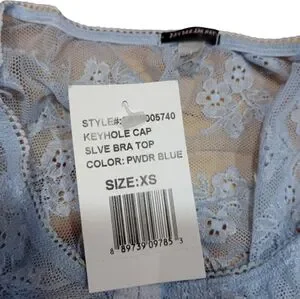 STYLE#: 005740
KEYHOLE CAP
SLVE BRA TOP
COLOR: PWDR BLUE
SIZE:XS
8 89739 09785 3